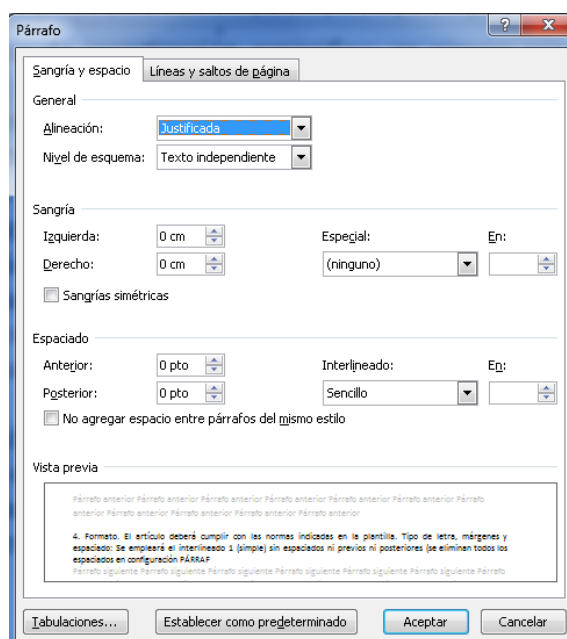 Párrafo
Sangría y espacio Líneas y saltos de página
General
Alineación: Justificada
Nivel de esquema: Texto independiente
Sangría
Izquierda: 0 cm Especial: En:
Derecho: 0 cm (ninguno)
Sangrías simétricas
Espaciado
Anterior: 0 pto Interlineado: En:
Posterior: 0 pto Sencillo
No agregar espacio entre párrafos del mismo estilo
Vista previa
Párrafo anterior Párrafo anterior Párrafo anterior Párrafo anterior Párrafo anterior Párrafo anterior Párrafo
anterior Párrafo anterior Párrafo anterior Párrafo anterior Párrafo anterior
4. Formato. El artículo deberá cumplir con las normas indicadas en la plantilla. Tipo de letra, márgenes y
espaciado: Se empleará el interlineado 1 (simple) sin espaciados ni previos ni posteriores (se eliminan todos los
espaciados en configuración PÁRRAF
Párrafo siguiente Párrafo siguiente Párrafo siguiente Párrafo siguiente Párrafo siguiente Párrafo siguiente Párrafo
Tabulaciones... Establecer como predeterminado Aceptar Cancelar